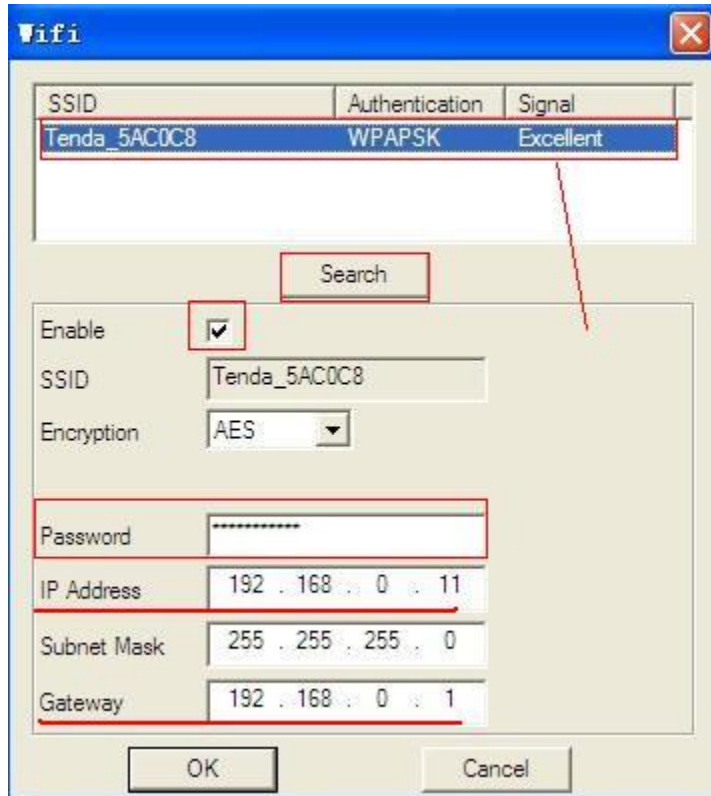 Wifi
SSID Authentication Signal
Tenda_5AC0C8 WPAPSK Excellent
Search
Enable
SSID Tenda_5AC0C8
Encryption AES
Password ***********
IP Address 192 . 168 . 0 . 11
Subnet Mask 255 . 255 . 255 . 0
Gateway 192 . 168 . 0 . 1
OK Cancel